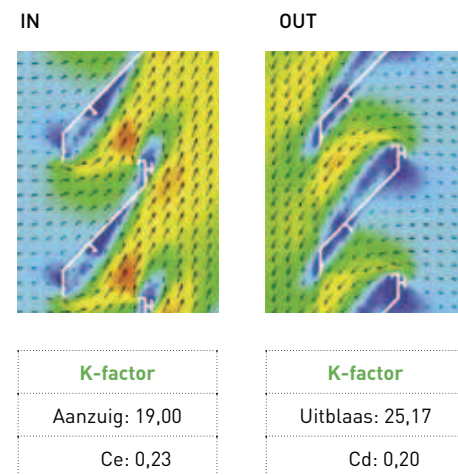 IN
OUT
K-factor
Aanzuig: 19,00
Ce: 0,23
K-factor
Uitblaas: 25,17
Cd: 0,20